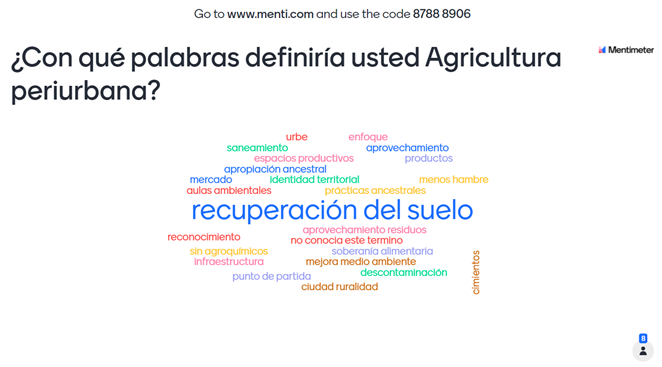 Go to www.menti.com and use the code 8788 8906
¿Con qué palabras definiría usted Agricultura
periurbana?
Mentimeter
urbe enfoque
saneamiento aprovechamiento
espacios productivos productos
apropiación ancestral
mercado identidad territorial menos hambre
aulas ambientales prácticas ancestrales
recuperación del suelo
aprovechamiento residuos
reconocimiento no conocia este termino
sin agroquímicos soberanía alimentaria
infraestructura mejora medio ambiente
punto de partida descontaminación
ciudad ruralidad
cimientos
8